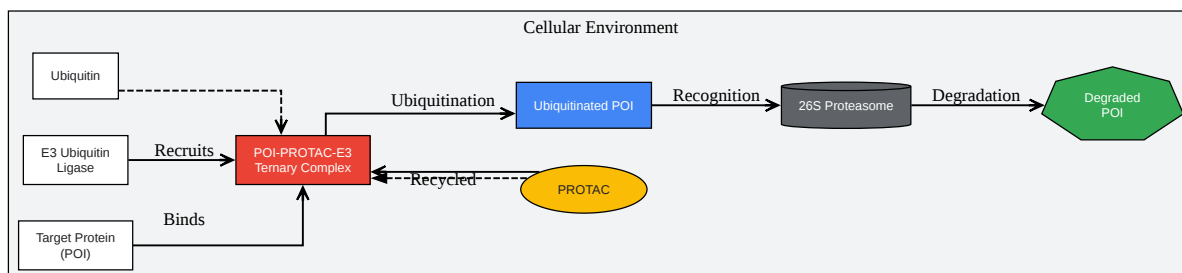 Cellular Environment
Ubiquitin
Ubiquitination
Ubiquitinated POI
Recognition
26S Proteasome
Degradation
Degraded
POI
E3 Ubiquitin
Ligase
Recruits
POI-PROTAC-E3
Ternary Complex
Recycled
PROTAC
Binds
Target Protein
(POI)